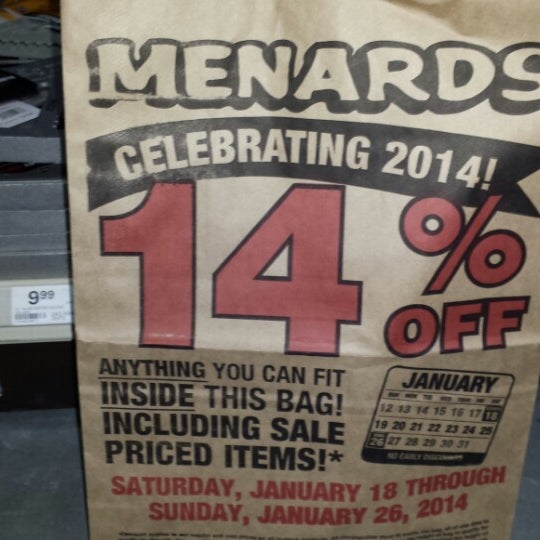 MENARDS
CELEBRATING 2014!
14% OFF
9.99
ANYTHING YOU CAN FIT
INSIDE THIS BAG!
INCLUDING SALE
PRICED ITEMS!*
JANUARY
12 13 14 15 16 17 18
19 20 21 22 23 24 25
26 27 28 29 30 31
NO EARLY DISCOUNTS
SATURDAY, JANUARY 18 THROUGH
SUNDAY, JANUARY 26, 2014